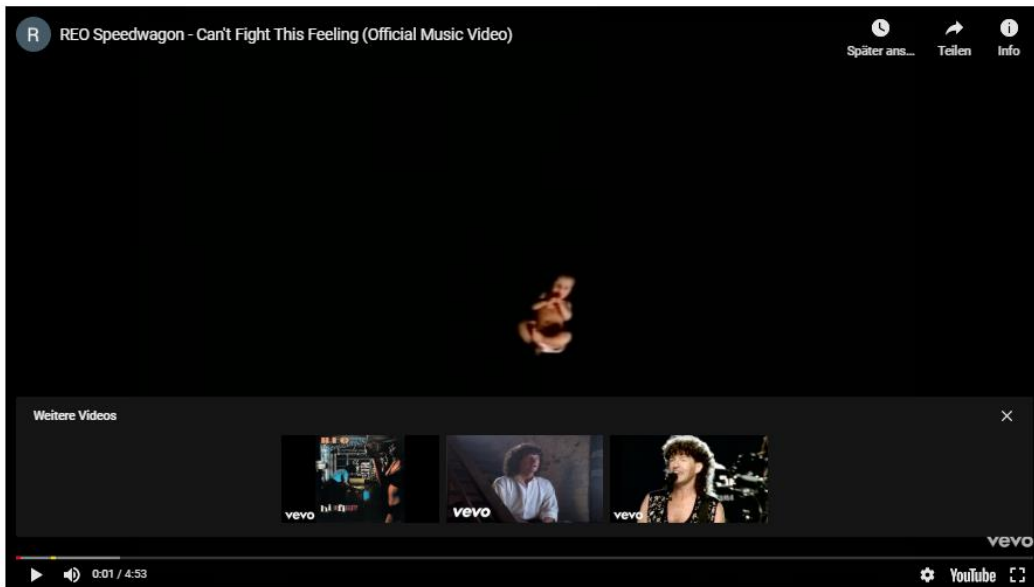 R
REO Speedwagon - Can't Fight This Feeling (Official Music Video)
Später ans...
Teilen
Info
Weitere Videos
REO
vevo
vevo
vevo
vevo
0:01 / 4:53
YouTube